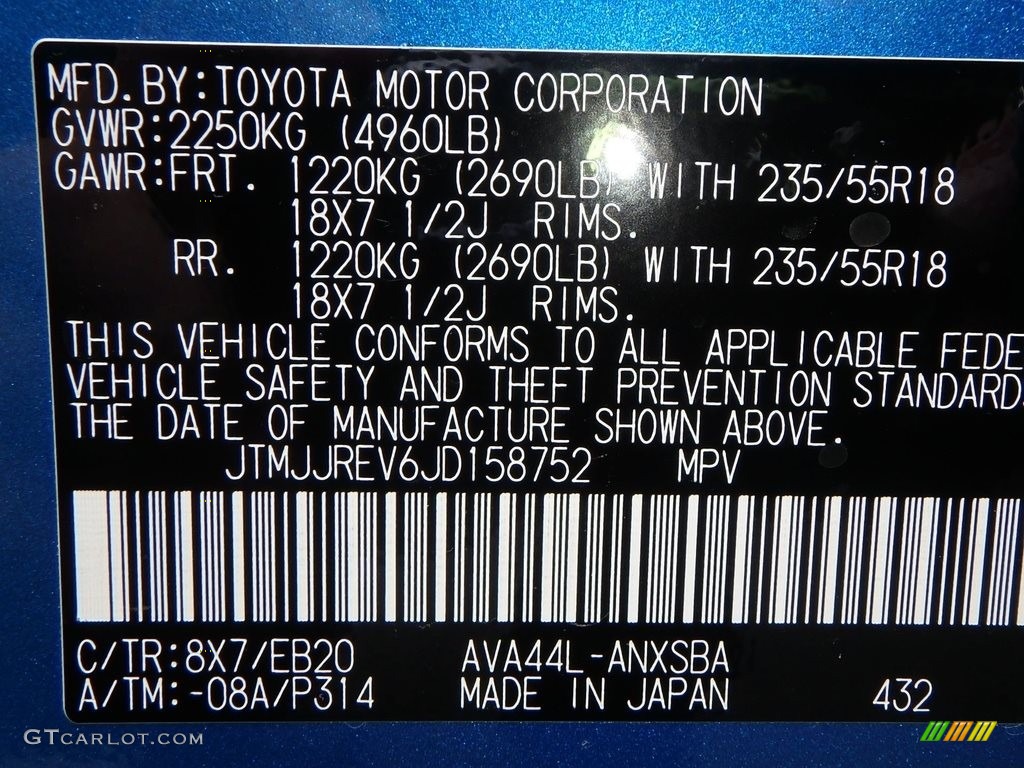 MFD.BY:TOYOTA MOTOR CORPORATION
GVWR:2250KG (4960LB)
GAWR:FRT. 1220KG (2690LB) WITH 235/55R18
18X7 1/2J RIMS.
RR. 1220KG (2690LB) WITH 235/55R18
18X7 1/2J RIMS.
THIS VEHICLE CONFORMS TO ALL APPLICABLE FEDE
VEHICLE SAFETY AND THEFT PREVENTION STANDARD
THE DATE OF MANUFACTURE SHOWN ABOVE.
JTMJJREV6JD158752 MPV
C/TR:8X7/EB20 AVA44L-ANXSBA
A/TM:-08A/P314 MADE IN JAPAN 432
GTCARLOT.COM